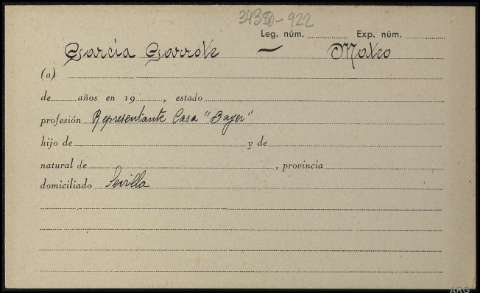 34380-922
Leg. núm. Exp. núm.
García Garrote — Mateo
(a)
de años en 19 , estado
profesión Representante Casa "Bayer"
hijo de y de
natural de , provincia
domiciliado Sevilla